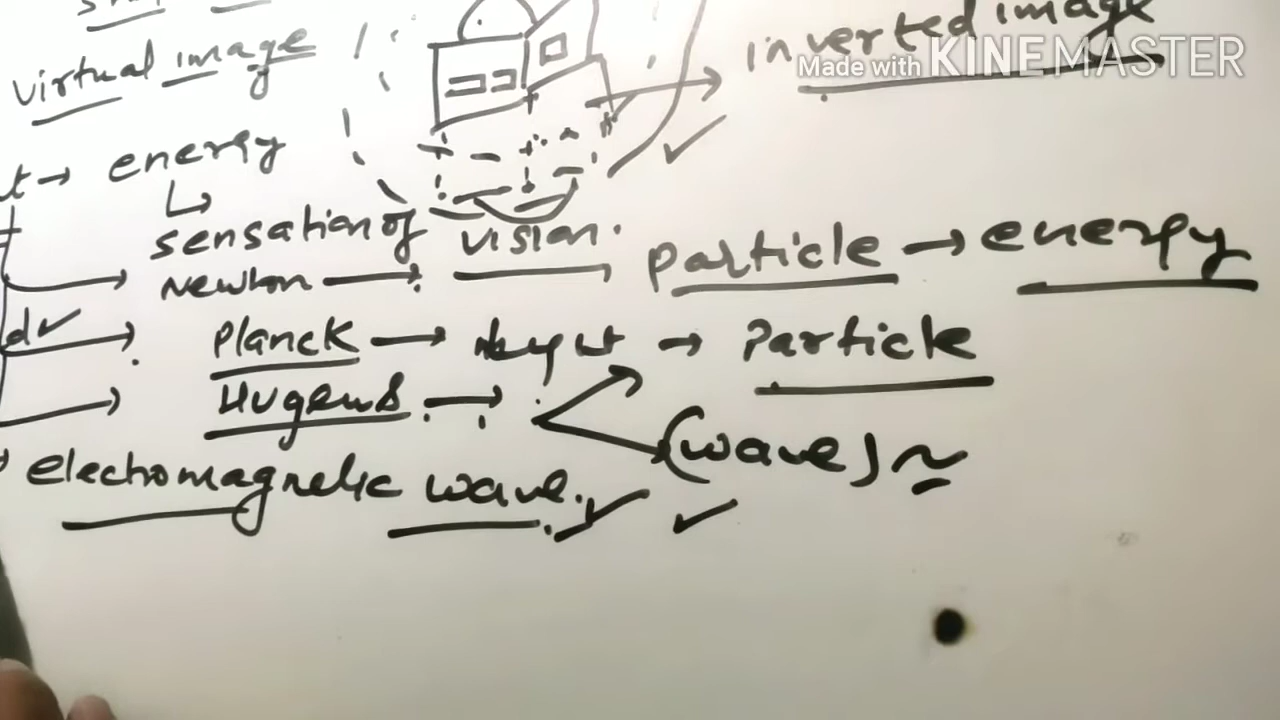 virtual image
inverted image
Made with KINEMASTER
t → energy
sensation of vision.
Newton → particle → energy
d✓ → Planck → → Particle
Hugens →
(wave) ~
electromagnetic wave. ✓ ✓